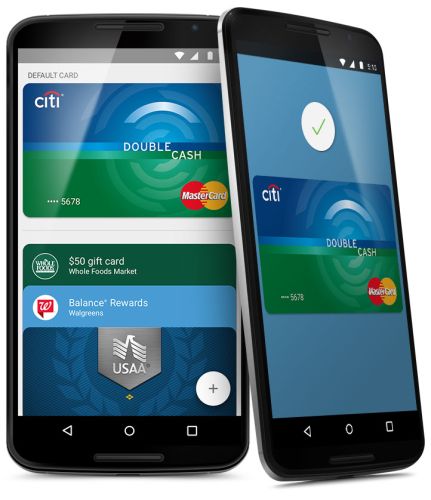 DEFAULT CARD
citi
DOUBLE
CASH
•••• 5678
MasterCard
WHOLE
FOODS
$50 gift card
Whole Foods Market
W
Balance® Rewards
Walgreens
USAA®
5:10
citi
DOUBLE
CASH
•••• 5678
MasterCard